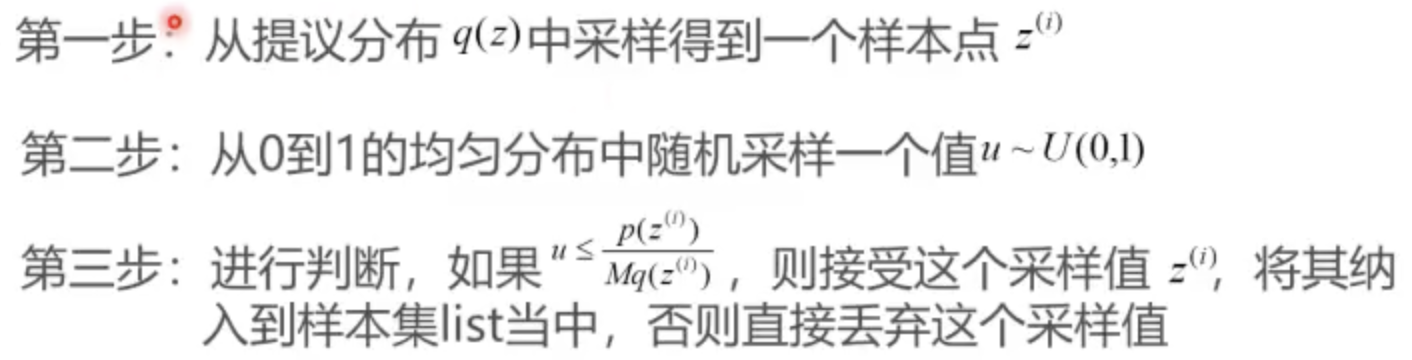 第一步：从提议分布 q(z)中采样得到一个样本点 z^{(i)}
第二步：从0到1的均匀分布中随机采样一个值u ~ U(0,1)
第三步：进行判断，如果 u ≤ \frac{p(z^{(i)})}{Mq(z^{(i)})}，则接受这个采样值 z^{(i)}，将其纳
入到样本集list当中，否则直接丢弃这个采样值